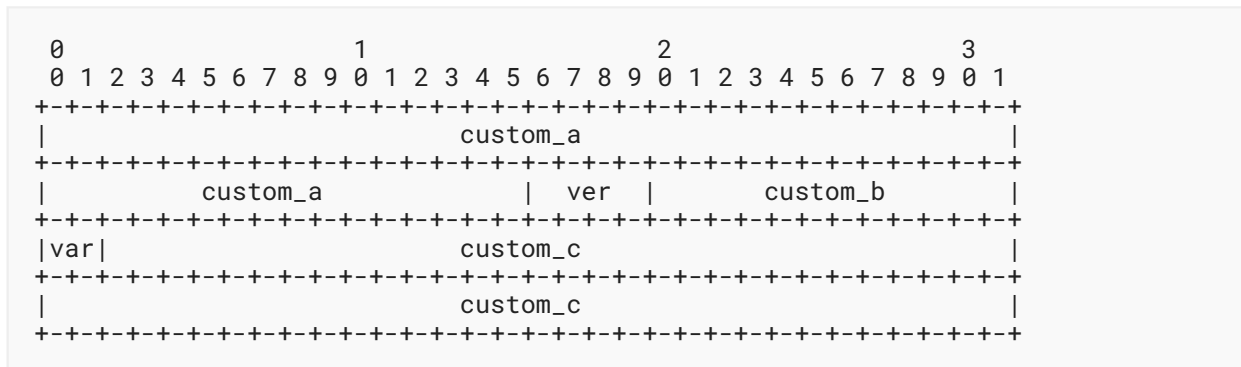 0                   1                   2                   3
 0 1 2 3 4 5 6 7 8 9 0 1 2 3 4 5 6 7 8 9 0 1 2 3 4 5 6 7 8 9 0 1
+-+-+-+-+-+-+-+-+-+-+-+-+-+-+-+-+-+-+-+-+-+-+-+-+-+-+-+-+-+-+-+-+
|                           custom_a                            |
+-+-+-+-+-+-+-+-+-+-+-+-+-+-+-+-+-+-+-+-+-+-+-+-+-+-+-+-+-+-+-+-+
|          custom_a             |  ver  |       custom_b        |
+-+-+-+-+-+-+-+-+-+-+-+-+-+-+-+-+-+-+-+-+-+-+-+-+-+-+-+-+-+-+-+-+
|var|                       custom_c                            |
+-+-+-+-+-+-+-+-+-+-+-+-+-+-+-+-+-+-+-+-+-+-+-+-+-+-+-+-+-+-+-+-+
|                           custom_c                            |
+-+-+-+-+-+-+-+-+-+-+-+-+-+-+-+-+-+-+-+-+-+-+-+-+-+-+-+-+-+-+-+-+